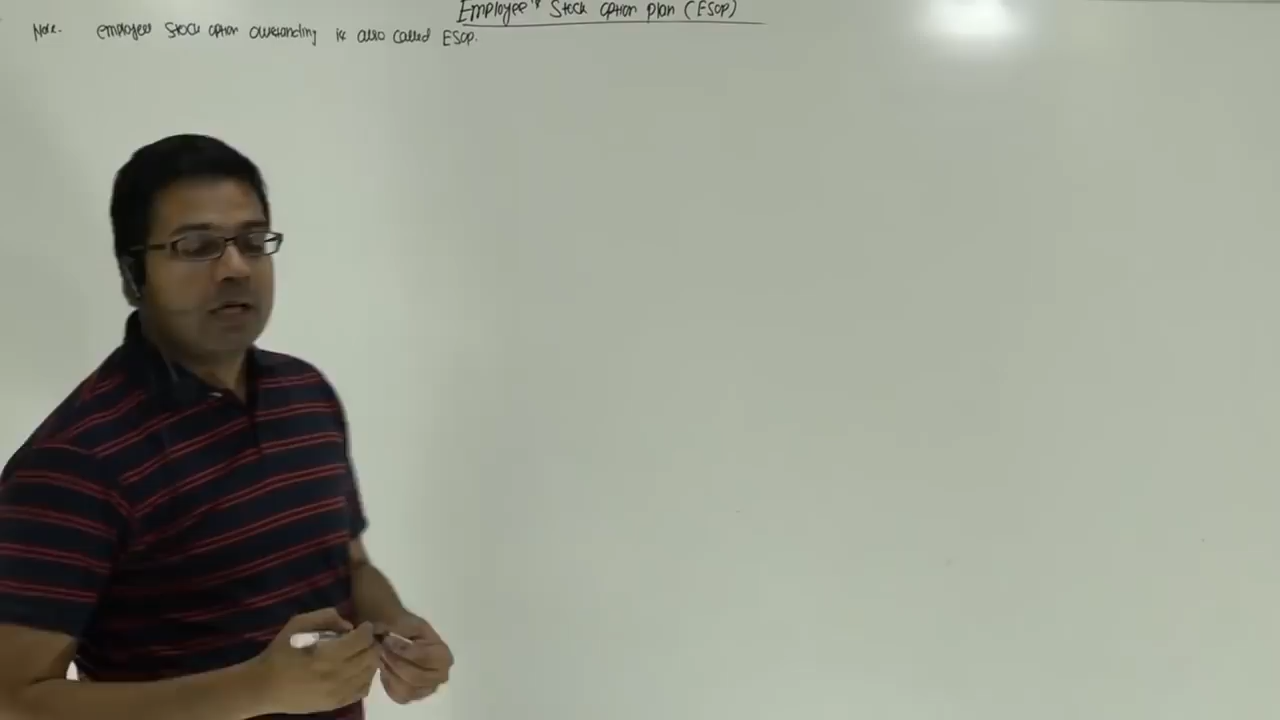 Employee's Stock option plan (ESOP)
Note. employee stock option outstanding is also called ESOP.